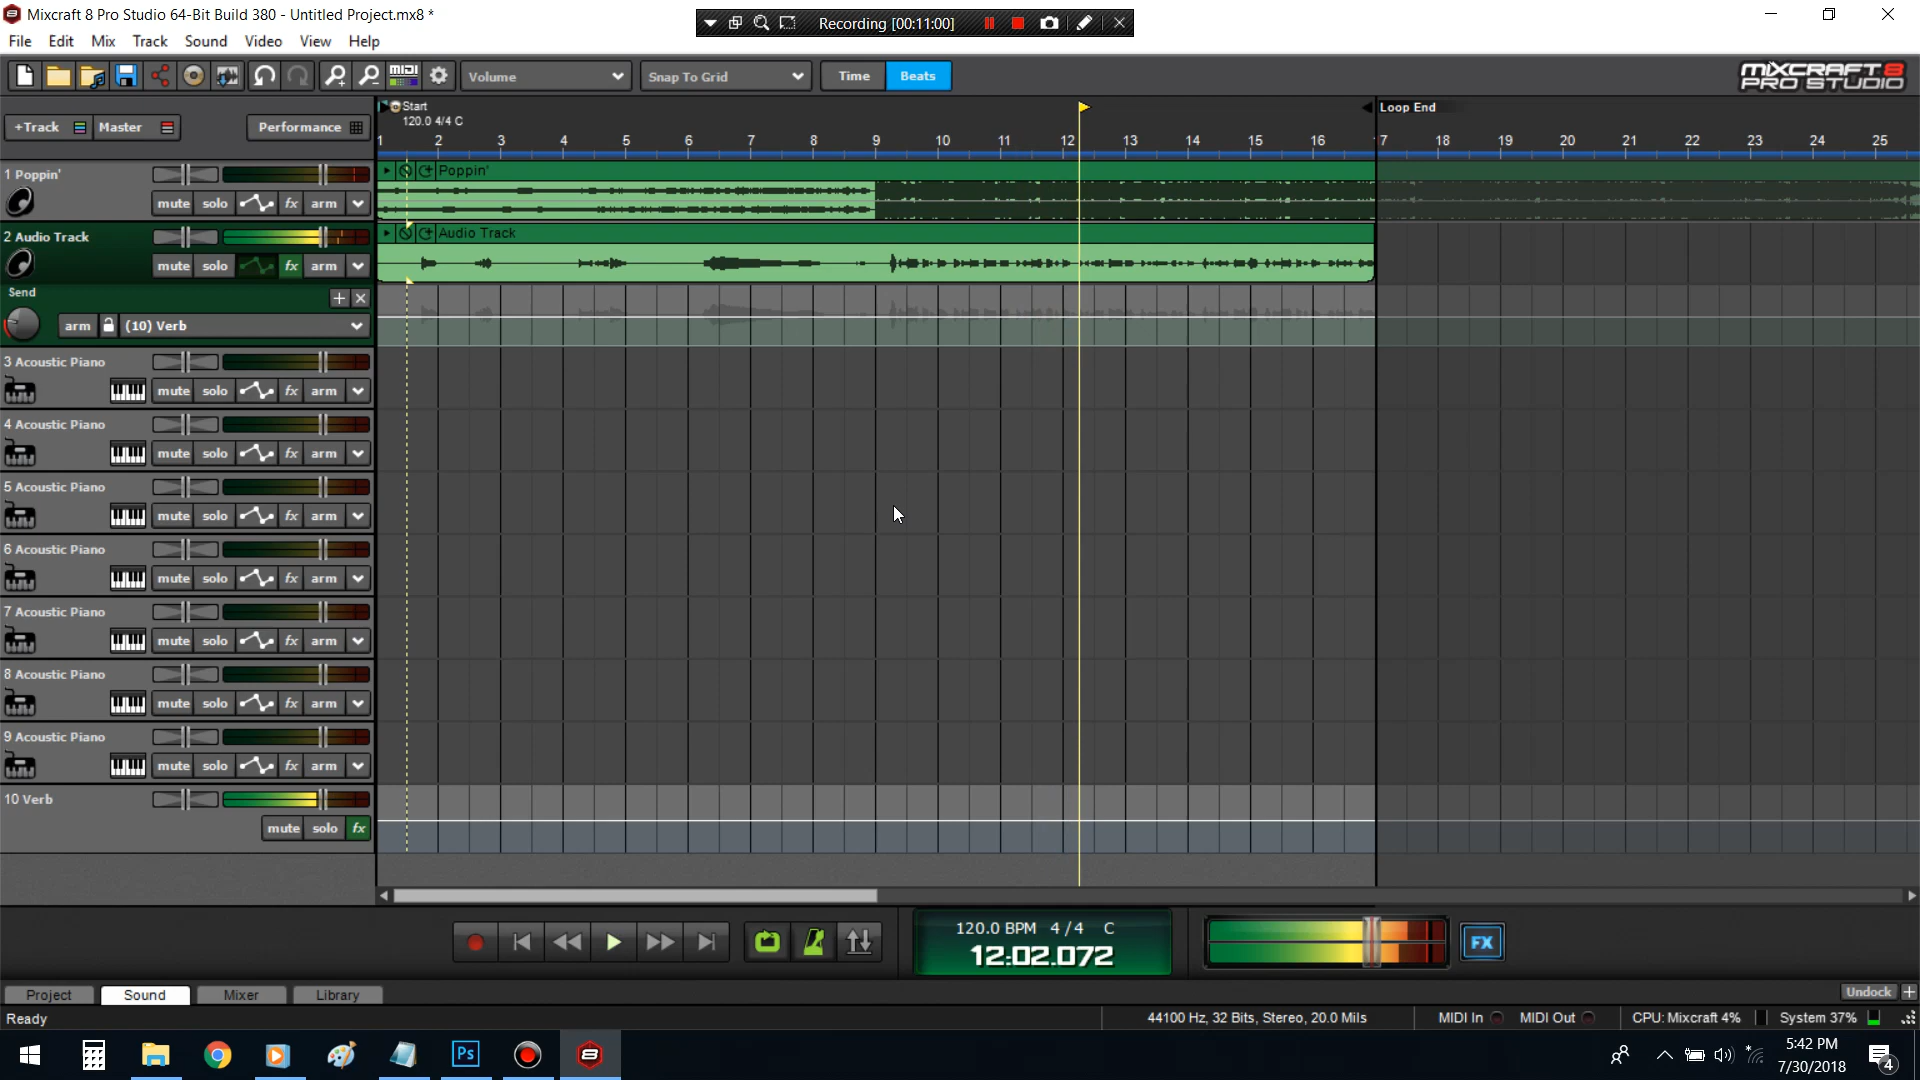 Mixcraft 8 Pro Studio 64-Bit Build 380 - Untitled Project.mx8 *
Recording [00:11:00]
File Edit Mix Track Sound Video View Help
MIDI
Volume
Snap To Grid
Time
Beats
MIXCRAFT 8
PRO STUDIO
+Track
Master
Performance
Start
120.0 4/4 C
Loop End
1 2 3 4 5 6 7 8 9 10 11 12 13 14 15 16 17 18 19 20 21 22 23 24 25
1 Poppin'
mute solo fx arm
Poppin'
2 Audio Track
mute solo fx arm
Audio Track
Send
arm (10) Verb
3 Acoustic Piano
mute solo fx arm
4 Acoustic Piano
mute solo fx arm
5 Acoustic Piano
mute solo fx arm
6 Acoustic Piano
mute solo fx arm
7 Acoustic Piano
mute solo fx arm
8 Acoustic Piano
mute solo fx arm
9 Acoustic Piano
mute solo fx arm
10 Verb
mute solo fx
120.0 BPM 4/4 C
12:02.072
FX
Project
Sound
Mixer
Library
Undock
Ready
44100 Hz, 32 Bits, Stereo, 20.0 Mils
MIDI In
MIDI Out
CPU: Mixcraft 4%
System 37%
Ps
8
5:42 PM
7/30/2018
4